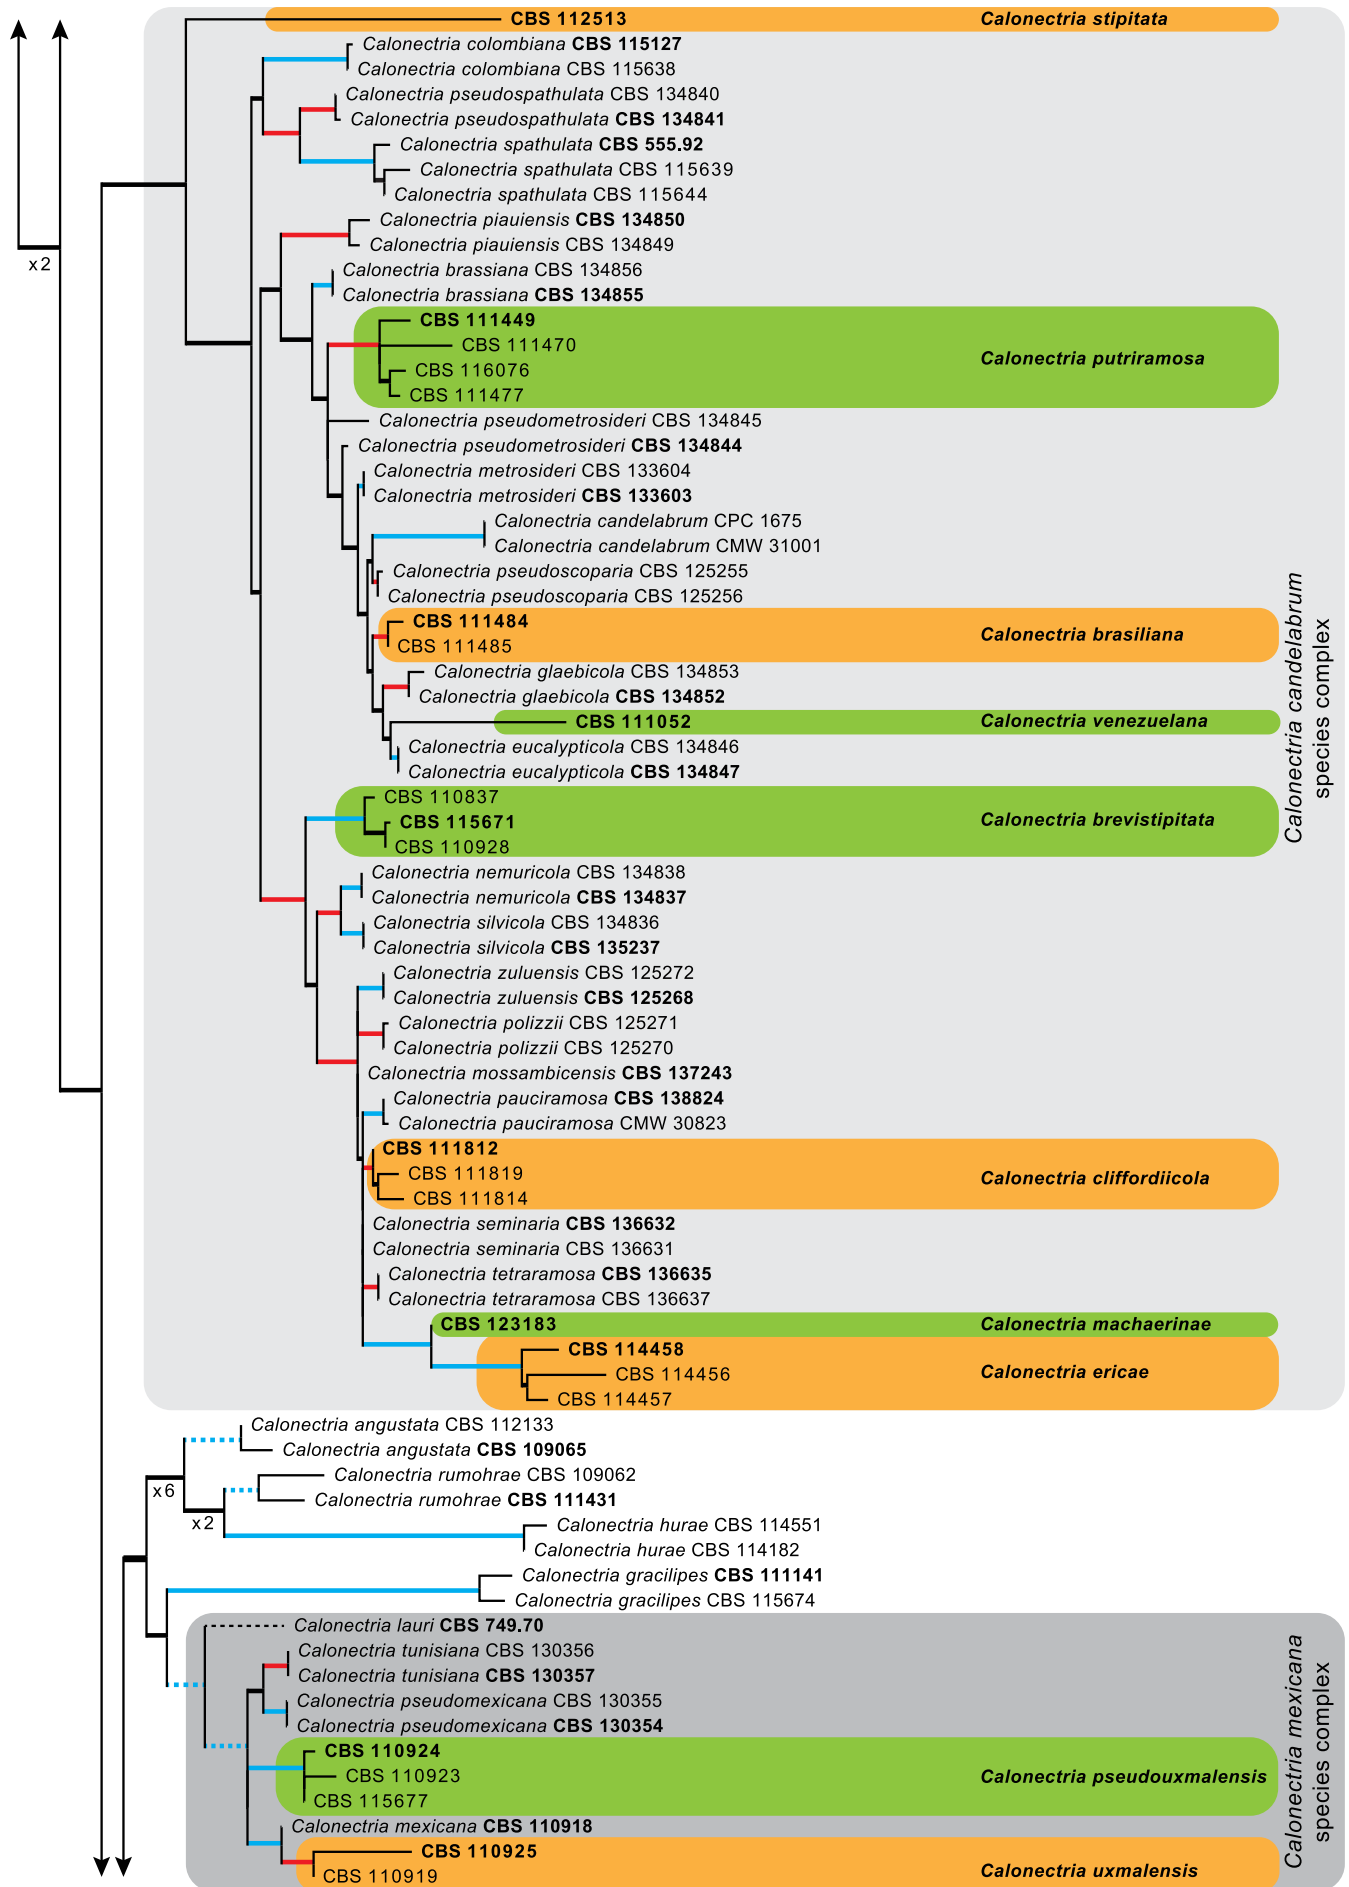 CBS 112513 Calonectria stipitata
Calonectria colombiana CBS 115127
Calonectria colombiana CBS 115638
Calonectria pseudospathulata CBS 134840
Calonectria pseudospathulata CBS 134841
Calonectria spathulata CBS 555.92
Calonectria spathulata CBS 115639
Calonectria spathulata CBS 115644
Calonectria piauiensis CBS 134850
Calonectria piauiensis CBS 134849
x2
Calonectria brassiana CBS 134856
Calonectria brassiana CBS 134855
CBS 111449
CBS 111470
Calonectria putriramosa
CBS 116076
CBS 111477
Calonectria pseudometrosideri CBS 134845
Calonectria pseudometrosideri CBS 134844
Calonectria metrosideri CBS 133604
Calonectria metrosideri CBS 133603
Calonectria candelabrum CPC 1675
Calonectria candelabrum CMW 31001
Calonectria pseudoscoparia CBS 125255
Calonectria pseudoscoparia CBS 125256
CBS 111484
Calonectria brasiliana
CBS 111485
Calonectria glaebicola CBS 134853
Calonectria glaebicola CBS 134852
CBS 111052 Calonectria venezuelana
Calonectria eucalypticola CBS 134846
Calonectria eucalypticola CBS 134847
Calonectria candelabrum
species complex
CBS 110837
CBS 115671 Calonectria brevistipitata
CBS 110928
Calonectria nemuricola CBS 134838
Calonectria nemuricola CBS 134837
Calonectria silvicola CBS 134836
Calonectria silvicola CBS 135237
Calonectria zuluensis CBS 125272
Calonectria zuluensis CBS 125268
Calonectria polizzii CBS 125271
Calonectria polizzii CBS 125270
Calonectria mossambicensis CBS 137243
Calonectria pauciramosa CBS 138824
Calonectria pauciramosa CMW 30823
CBS 111812
CBS 111819 Calonectria cliffordiicola
CBS 111814
Calonectria seminaria CBS 136632
Calonectria seminaria CBS 136631
Calonectria tetraramosa CBS 136635
Calonectria tetraramosa CBS 136637
CBS 123183 Calonectria machaerinae
CBS 114458
CBS 114456 Calonectria ericae
CBS 114457
Calonectria angustata CBS 112133
Calonectria angustata CBS 109065
Calonectria rumohrae CBS 109062
x6
Calonectria rumohrae CBS 111431
x2
Calonectria hurae CBS 114551
Calonectria hurae CBS 114182
Calonectria gracilipes CBS 111141
Calonectria gracilipes CBS 115674
Calonectria lauri CBS 749.70
Calonectria tunisiana CBS 130356
Calonectria tunisiana CBS 130357
Calonectria pseudomexicana CBS 130355
Calonectria pseudomexicana CBS 130354
CBS 110924
CBS 110923 Calonectria pseudouxmalensis
CBS 115677
Calonectria mexicana CBS 110918
CBS 110925
Calonectria uxmalensis
CBS 110919
Calonectria mexicana
species complex